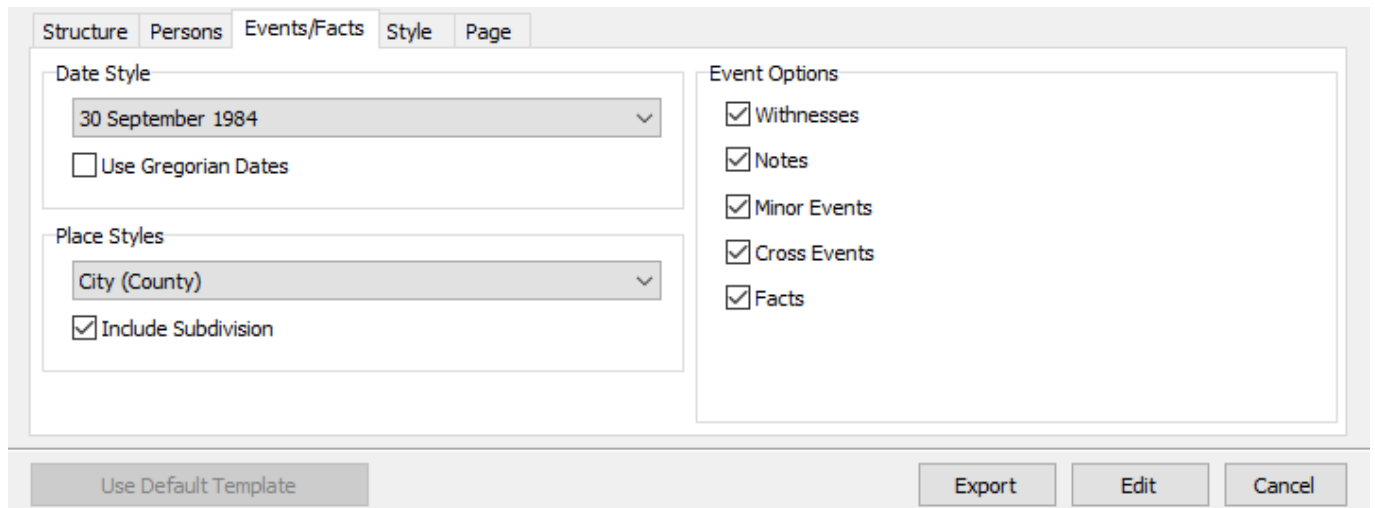 Structure Persons Events/Facts Style Page
Date Style
30 September 1984
Use Gregorian Dates
Place Styles
City (County)
Include Subdivision
Event Options
Withnesses
Notes
Minor Events
Cross Events
Facts
Use Default Template Export Edit Cancel